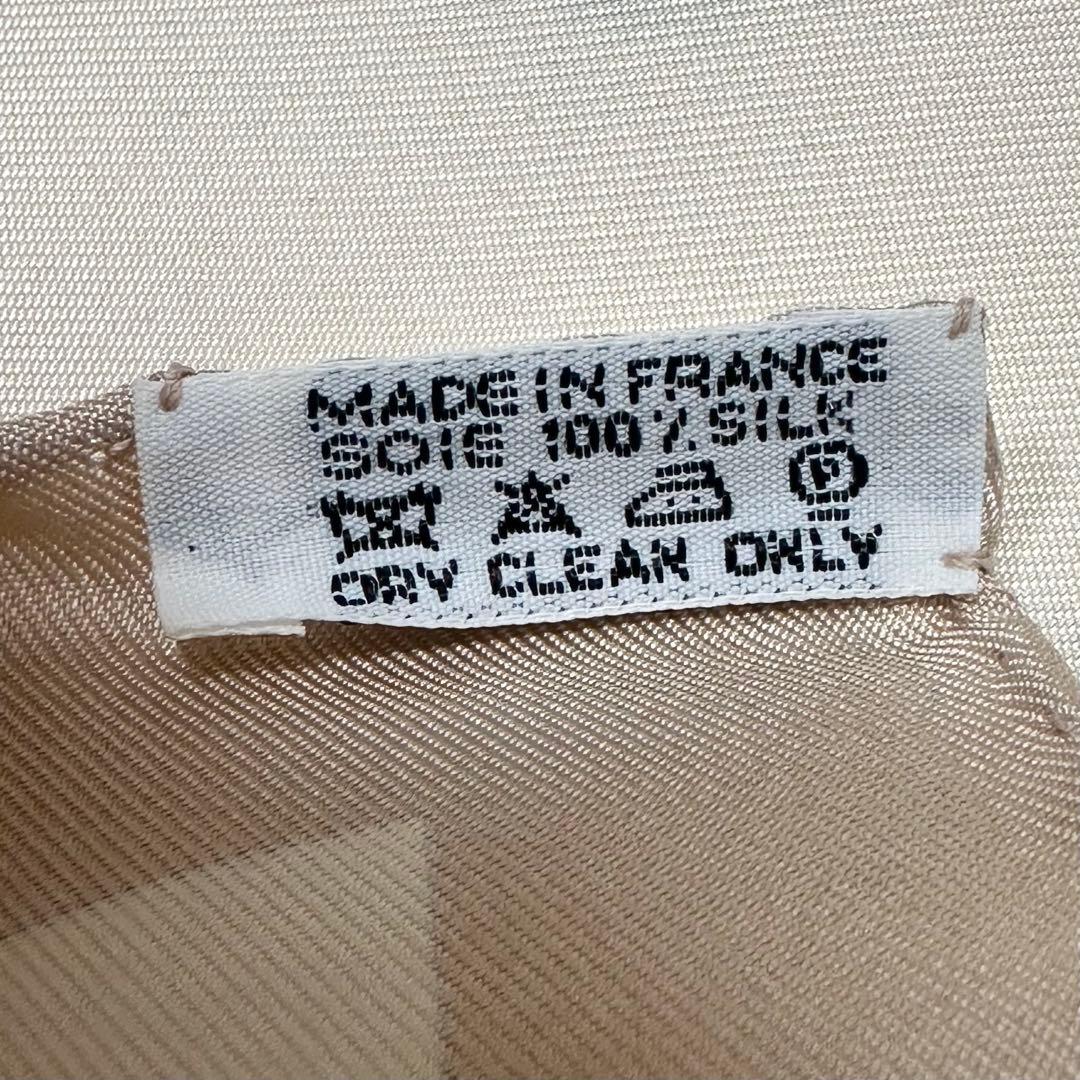 MADE IN FRANCE
SOIE 100% SILK
P
DRY CLEAN ONLY